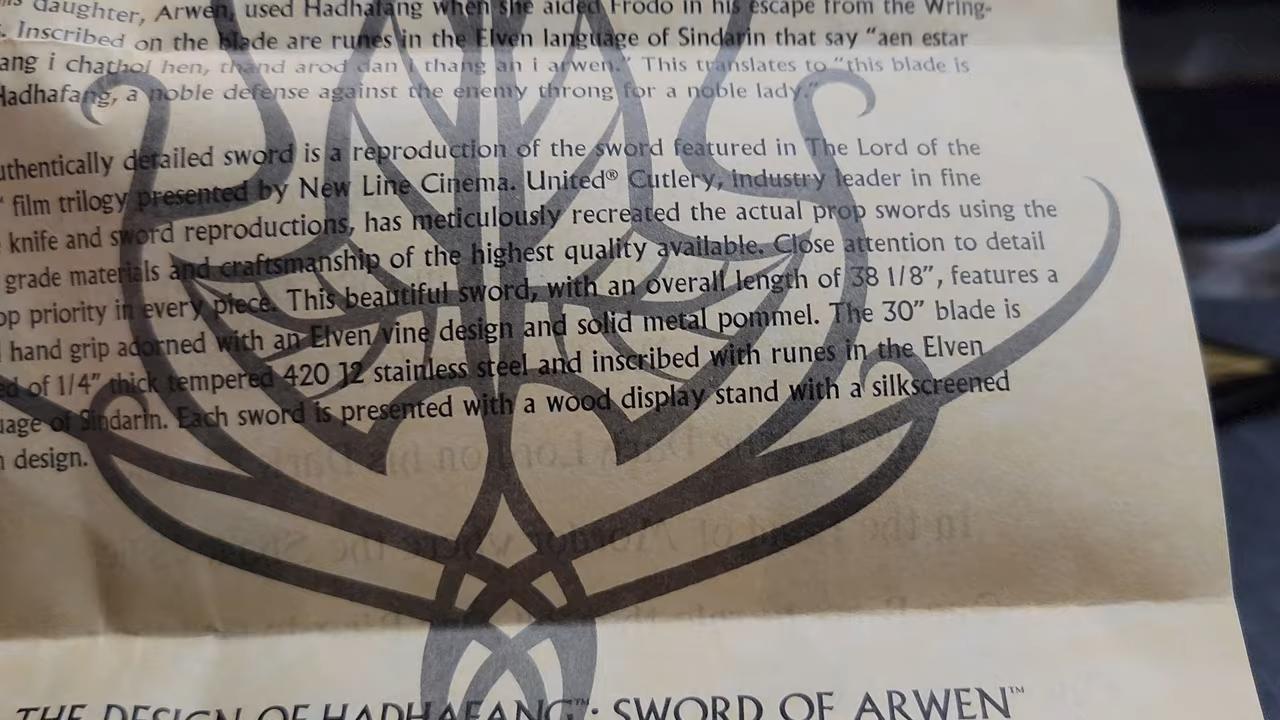 daughter, Arwen, used Hadhafang when she aided Frodo in his escape from the Wring-
Inscribed on the blade are runes in the Elven language of Sindarin that say “aen estar
ang i chathol hen, thand arod dan i thang an i arwen.” This translates to “this blade is
Hadhafang, a noble defense against the enemy throng for a noble lady.”
uthentically detailed sword is a reproduction of the sword featured in The Lord of the
film trilogy presented by New Line Cinema. United® Cutlery, industry leader in fine
knife and sword reproductions, has meticulously recreated the actual prop swords using the
grade materials and craftsmanship of the highest quality available. Close attention to detail
op priority in every piece. This beautiful sword, with an overall length of 38 1/8”, features a
hand grip adorned with an Elven vine design and solid metal pommel. The 30” blade is
ed of 1/4” thick tempered 420 J2 stainless steel and inscribed with runes in the Elven
uage of Sindarin. Each sword is presented with a wood display stand with a silkscreened
design.
THE DESIGN OF HADHAFANG™· SWORD OF ARWEN™